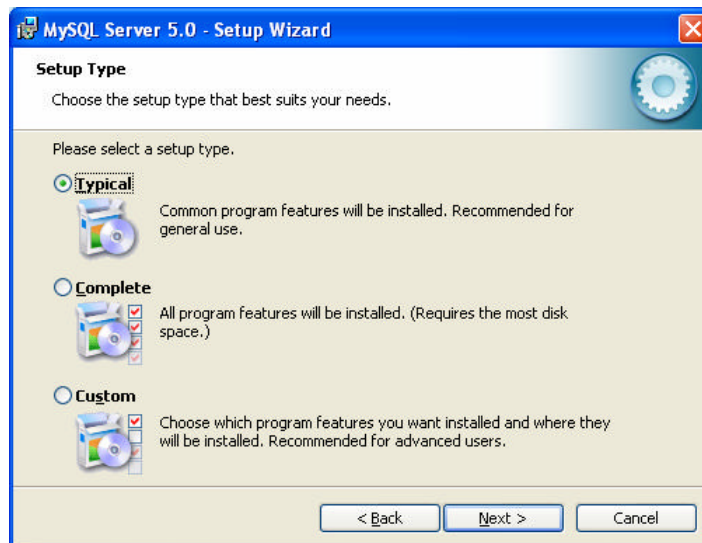 MySQL Server 5.0 - Setup Wizard
Setup Type
Choose the setup type that best suits your needs.
Please select a setup type.
Typical
Common program features will be installed. Recommended for
general use.
Complete
All program features will be installed. (Requires the most disk
space.)
Custom
Choose which program features you want installed and where they
will be installed. Recommended for advanced users.
< Back
Next >
Cancel